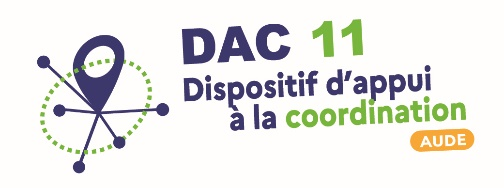 DAC 11
Dispositif d'appui
à la coordination
AUDE